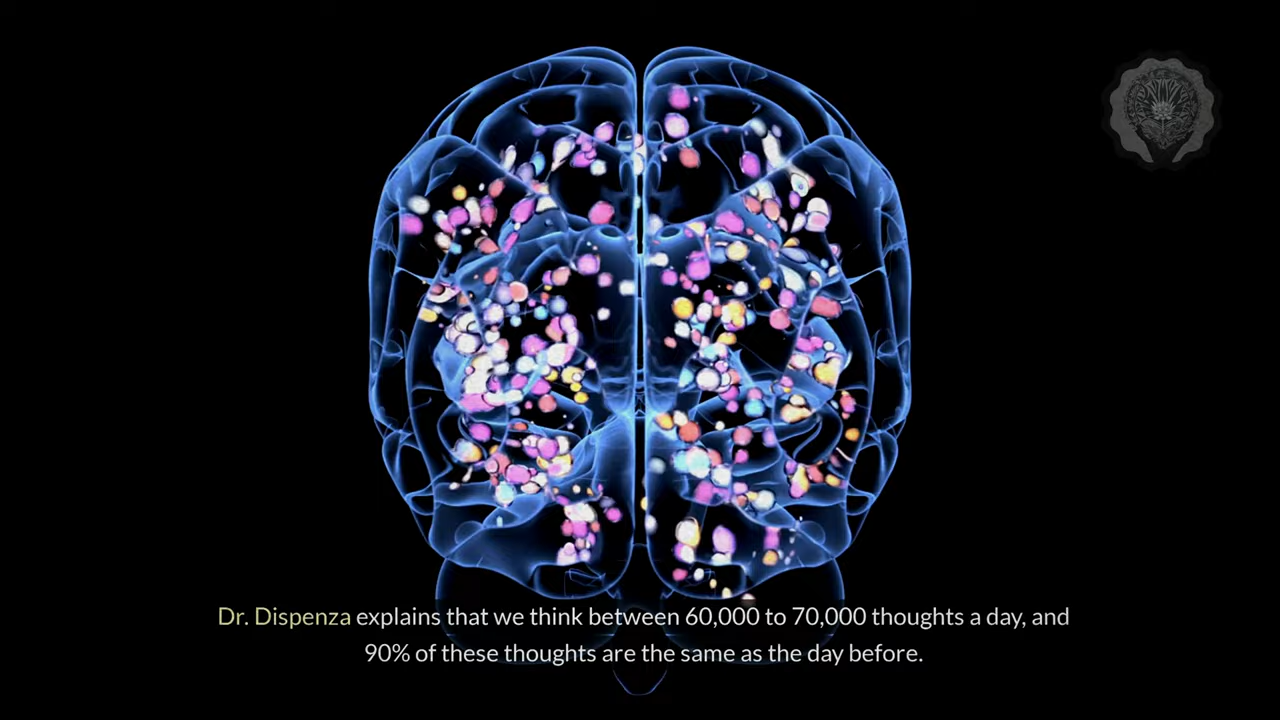 Dr. Dispenza explains that we think between 60,000 to 70,000 thoughts a day, and
90% of these thoughts are the same as the day before.